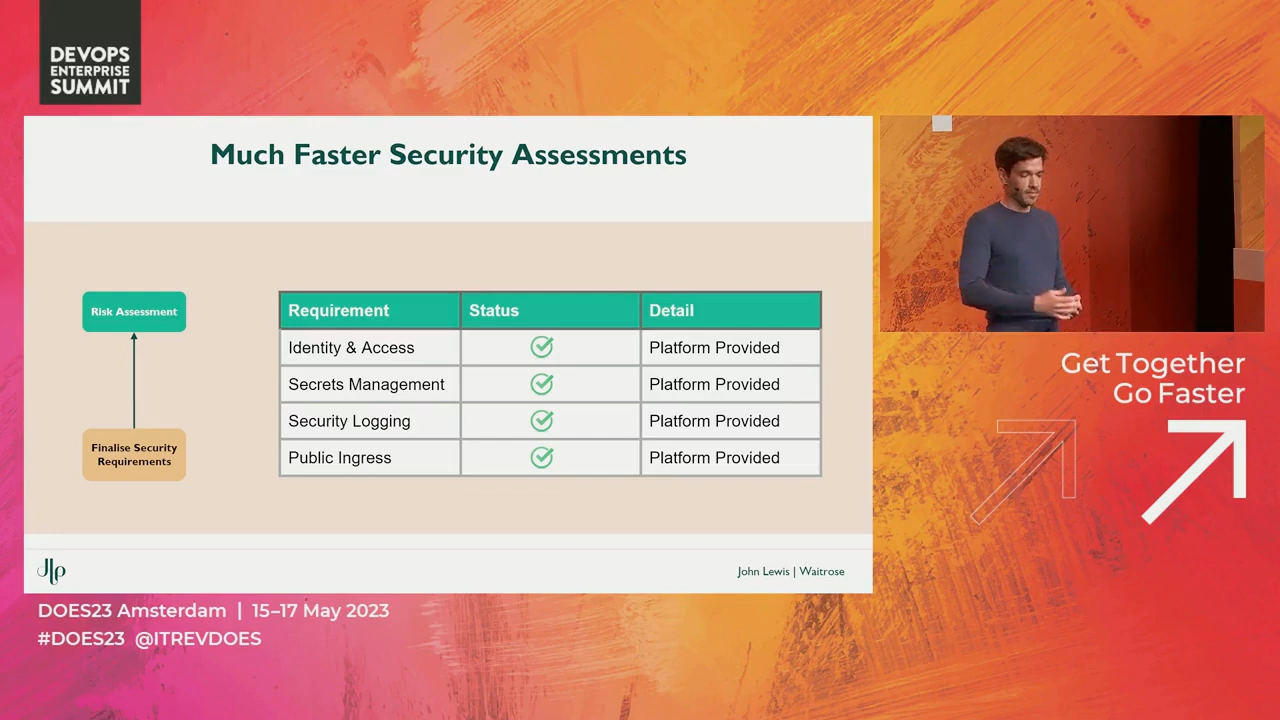 DEVOPS
ENTERPRISE
SUMMIT
Much Faster Security Assessments
Risk Assessment
Finalise Security
Requirements
Requirement Status Detail
Identity & Access Platform Provided
Secrets Management Platform Provided
Security Logging Platform Provided
Public Ingress Platform Provided
Jlp
John Lewis | Waitrose
Get Together
Go Faster
DOES23 Amsterdam | 15–17 May 2023
#DOES23 @ITREVDOES